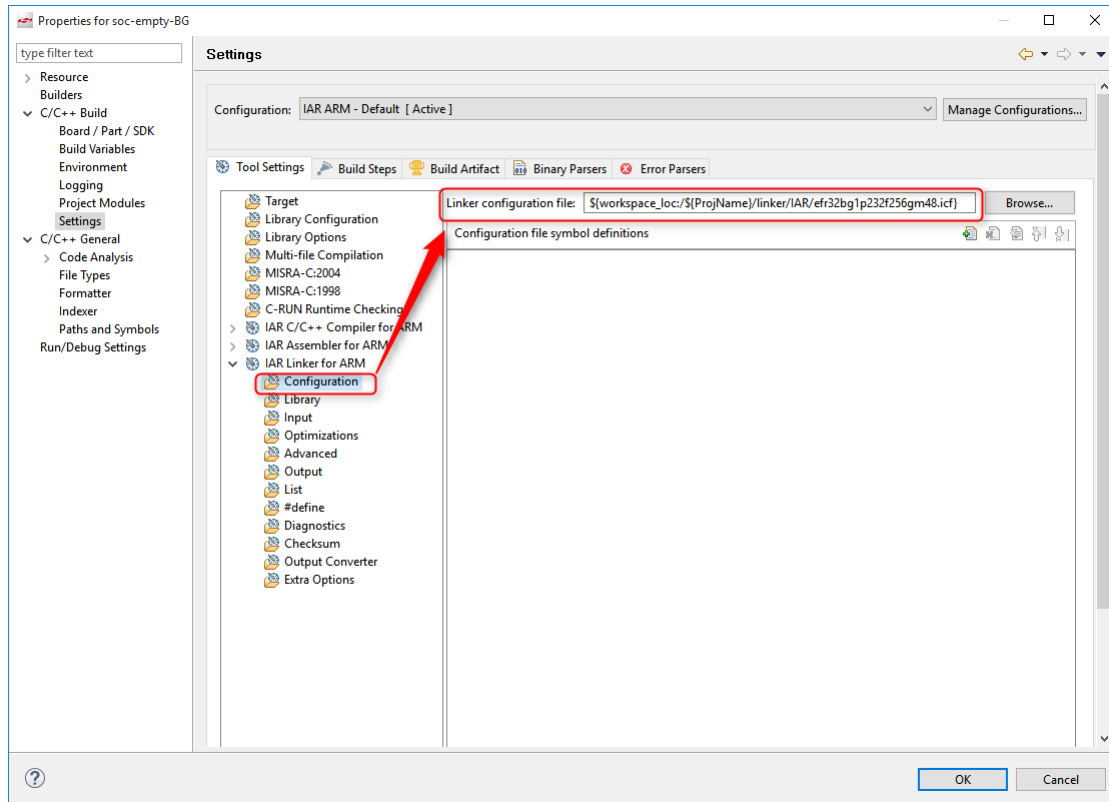 Properties for soc-empty-BG
type filter text
Settings
Resource
Builders
C/C++ Build
Board / Part / SDK
Build Variables
Environment
Logging
Project Modules
Settings
C/C++ General
Code Analysis
File Types
Formatter
Indexer
Paths and Symbols
Run/Debug Settings
Configuration: IAR ARM - Default [ Active ] Manage Configurations...
Tool Settings Build Steps Build Artifact Binary Parsers Error Parsers
Target
Library Configuration
Library Options
Multi-file Compilation
MISRA-C:2004
MISRA-C:1998
C-RUN Runtime Checking
IAR C/C++ Compiler for ARM
IAR Assembler for ARM
IAR Linker for ARM
Configuration
Library
Input
Optimizations
Advanced
Output
List
#define
Diagnostics
Checksum
Output Converter
Extra Options
Linker configuration file: ${workspace_loc:/${ProjName}/linker/IAR/efr32bg1p232f256gm48.icf} Browse...
Configuration file symbol definitions
OK Cancel